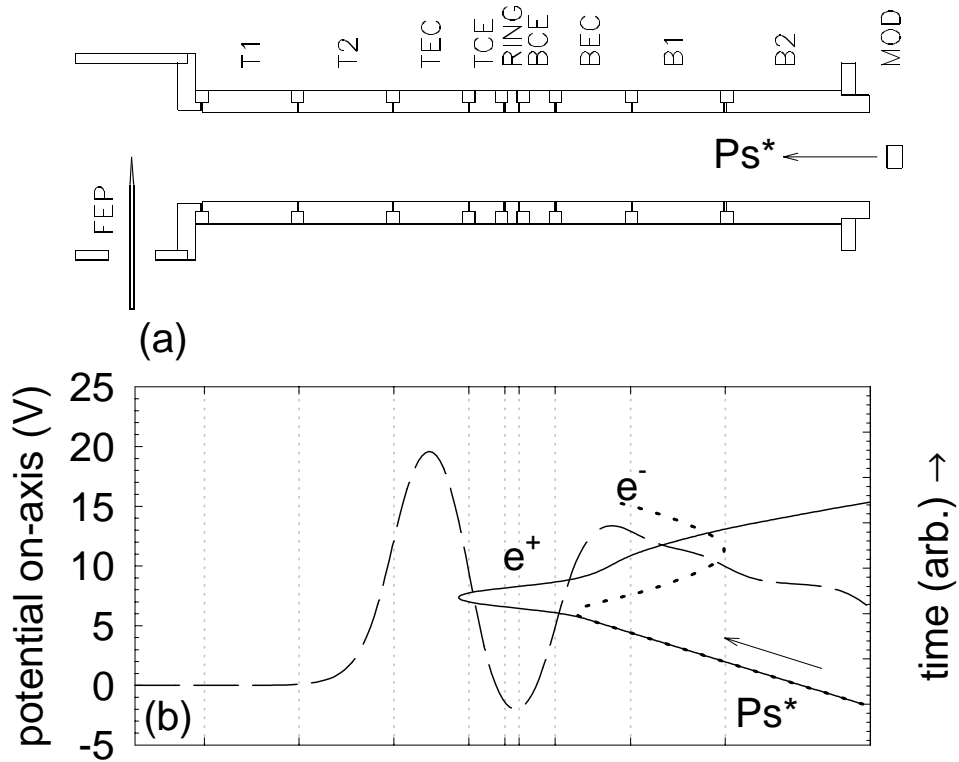 T1
T2
TEC
TCE
RING
BCE
BEC
B1
B2
MOD
Ps*
FEP
(a)
potential on-axis (V)
25
20
15
10
5
0
-5
e-
e+
Ps*
(b)
time (arb.) →